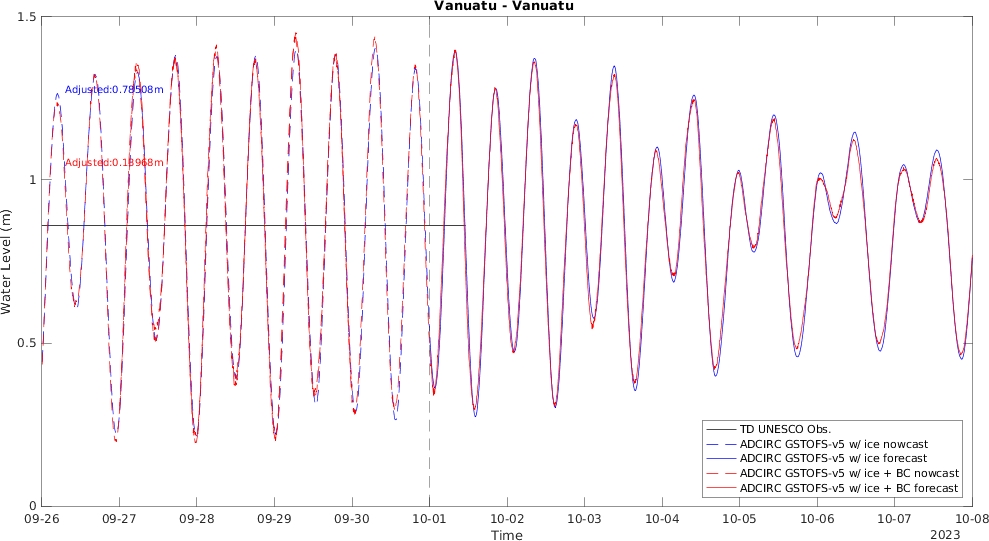 Vanuatu - Vanuatu
1.5
Adjusted:0.78508m
Adjusted:0.13968m
1
Water Level (m)
0.5
TD UNESCO Obs.
ADCIRC GSTOFS-v5 w/ ice nowcast
ADCIRC GSTOFS-v5 w/ ice forecast
ADCIRC GSTOFS-v5 w/ ice + BC nowcast
ADCIRC GSTOFS-v5 w/ ice + BC forecast
0
09-26 09-27 09-28 09-29 09-30 10-01 10-02 10-03 10-04 10-05 10-06 10-07 10-08
Time
2023